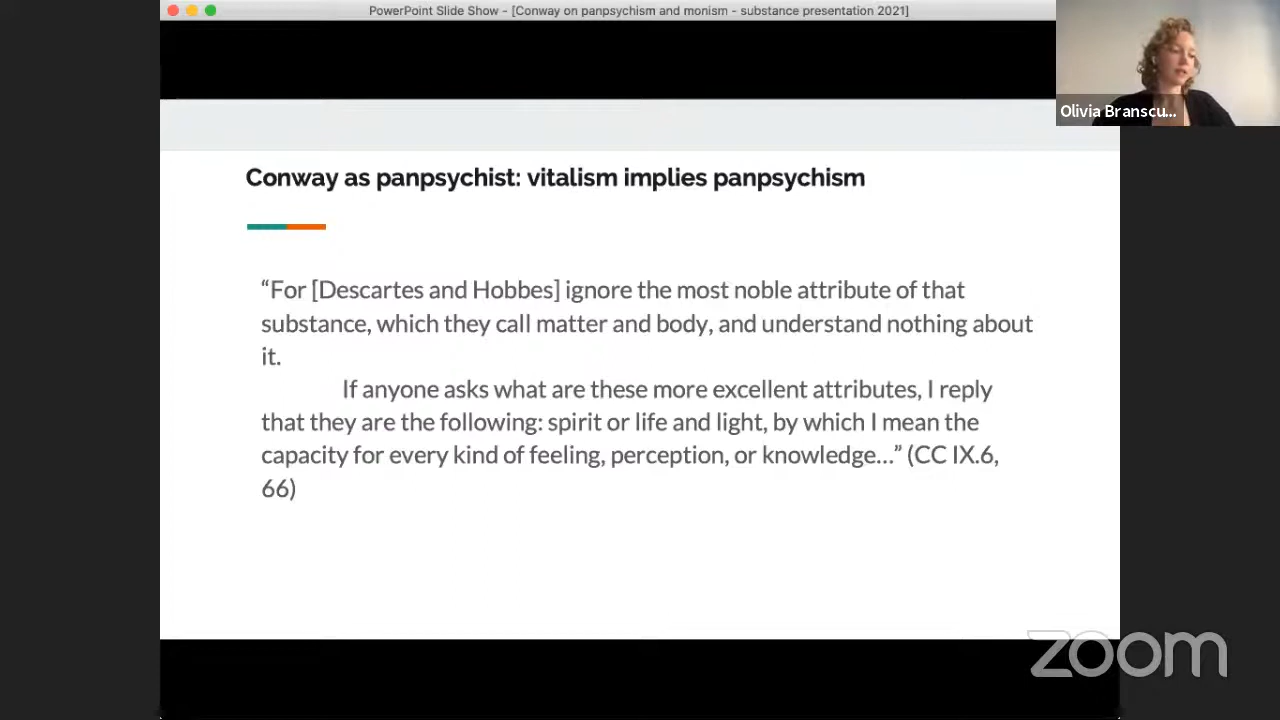 PowerPoint Slide Show - [Conway on panpsychism and monism - substance presentation 2021]
Olivia Branscu...
Conway as panpsychist: vitalism implies panpsychism
“For [Descartes and Hobbes] ignore the most noble attribute of that
substance, which they call matter and body, and understand nothing about
it.
If anyone asks what are these more excellent attributes, I reply
that they are the following: spirit or life and light, by which I mean the
capacity for every kind of feeling, perception, or knowledge…” (CC IX.6,
66)
zoom